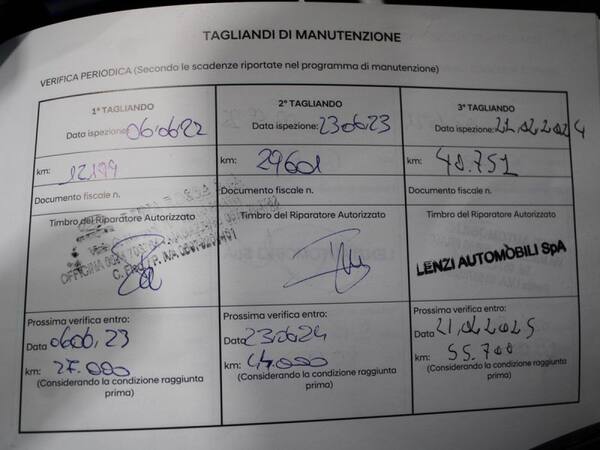 TAGLIANDI DI MANUTENZIONE
VERIFICA PERIODICA (Secondo le scadenze riportate nel programma di manutenzione)
1° TAGLIANDO
Data ispezione: 06.06.22
km: 12199
Documento fiscale n.
Timbro del Riparatore Autorizzato
Prossima verifica entro:
Data 06.06.23
km: 27.000
(Considerando la condizione raggiunta
prima)
2° TAGLIANDO
Data ispezione: 23.06.23
km: 29601
Documento fiscale n.
Timbro del Riparatore Autorizzato
Prossima verifica entro:
Data 23.06.24
km: 44.000
(Considerando la condizione raggiunta
prima)
3° TAGLIANDO
Data ispezione: 21.02.2024
km: 40.751
Documento fiscale n.
Timbro del Riparatore Autorizzato
LENZI AUTOMOBILI SpA
Prossima verifica entro:
Data 21.02.2025
km: 55.700
(Considerando la condizione raggiunta
prima)